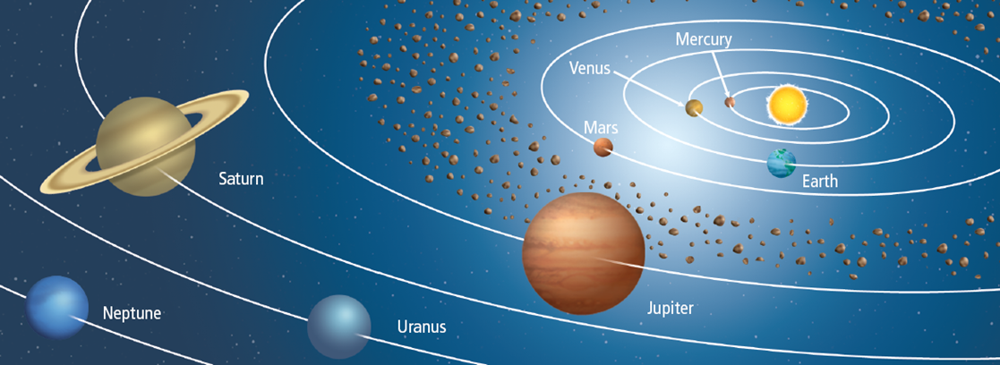 Mercury
Venus
Mars
Saturn
Earth
Jupiter
Neptune
Uranus